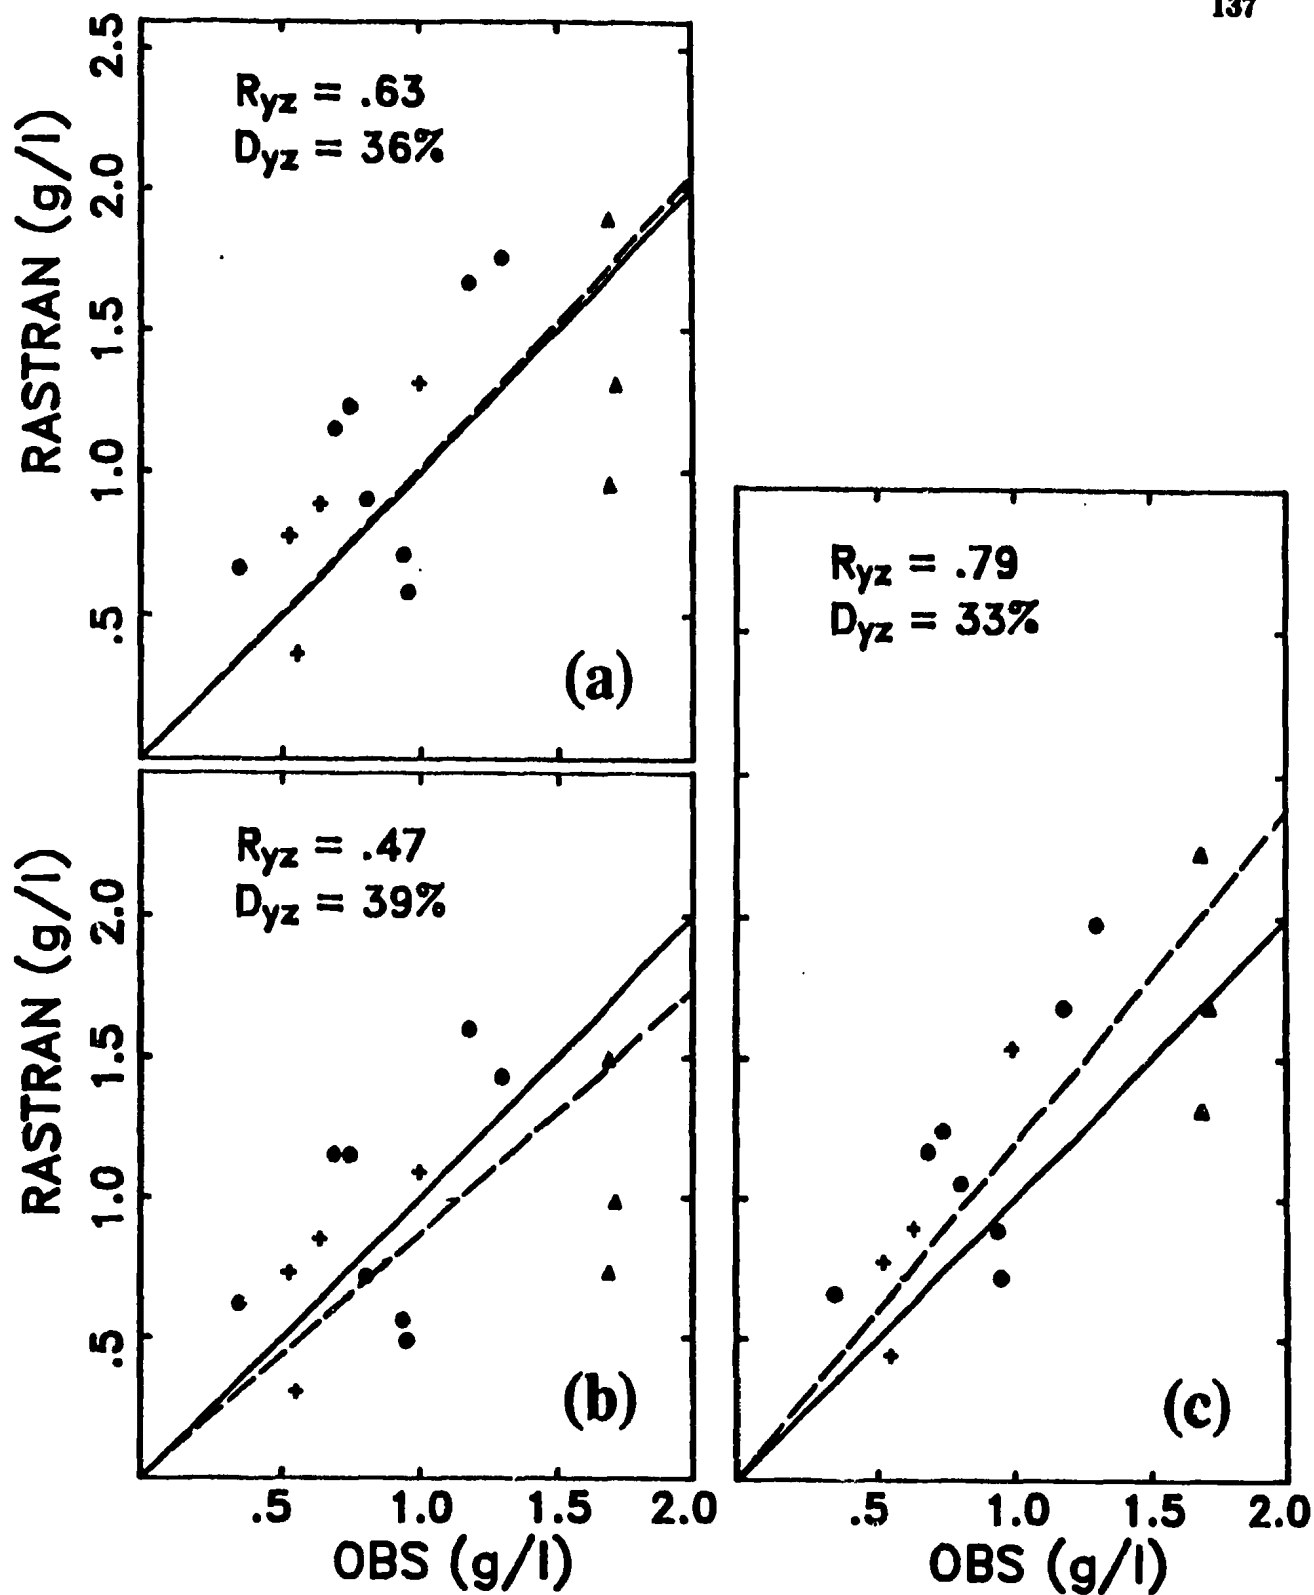 137
2.5
2.0
1.5
1.0
.5
RASTRAN (g/l)
Ryz = .63
Dyz = 36%
(a)
2.0
1.5
1.0
.5
RASTRAN (g/l)
Ryz = .47
Dyz = 39%
(b)
.5 1.0 1.5 2.0
OBS (g/l)
Ryz = .79
Dyz = 33%
(c)
.5 1.0 1.5 2.0
OBS (g/l)